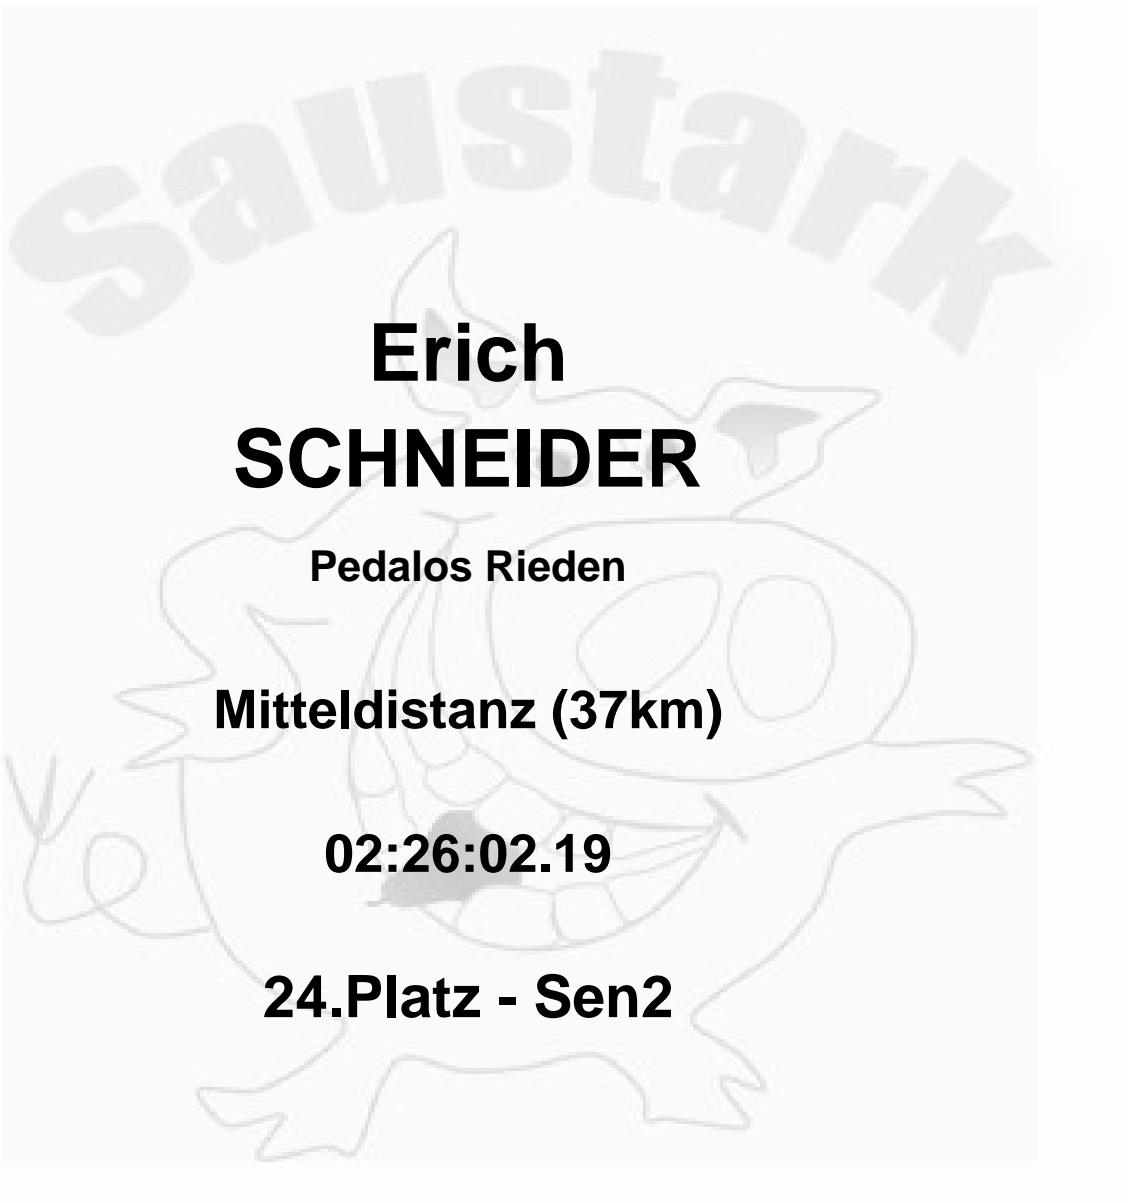 Saustark
Erich
SCHNEIDER
Pedalos Rieden
Mitteldistanz (37km)
02:26:02.19
24.Platz - Sen2